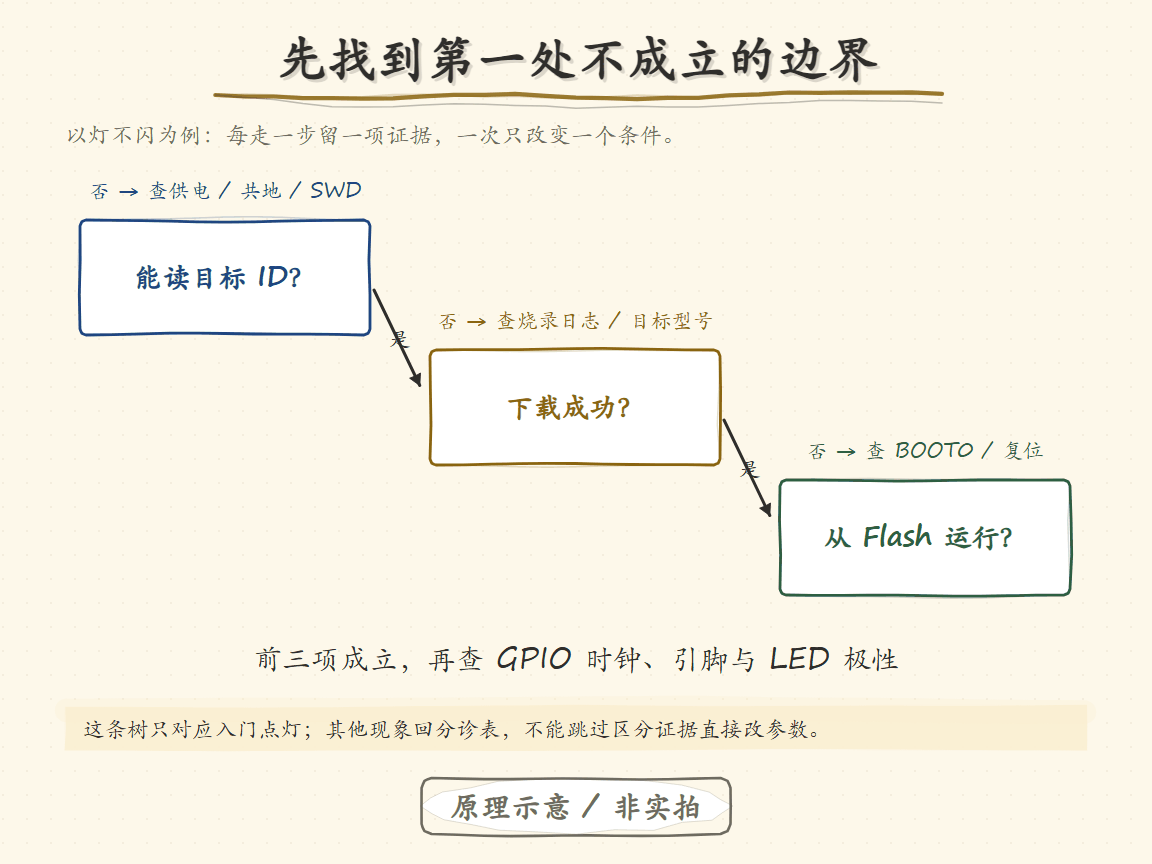 先找到第一处不成立的边界
以灯不闪为例：每走一步留一项证据，一次只改变一个条件。
否 → 查供电 / 共地 / SWD
能读目标 ID？
是
否 → 查烧录日志 / 目标型号
下载成功？
是
否 → 查 BOOT0 / 复位
从 Flash 运行？
前三项成立，再查 GPIO 时钟、引脚与 LED 极性
这条树只对应入门点灯；其他现象回分诊表，不能跳过区分证据直接改参数。
原理示意 / 非实拍